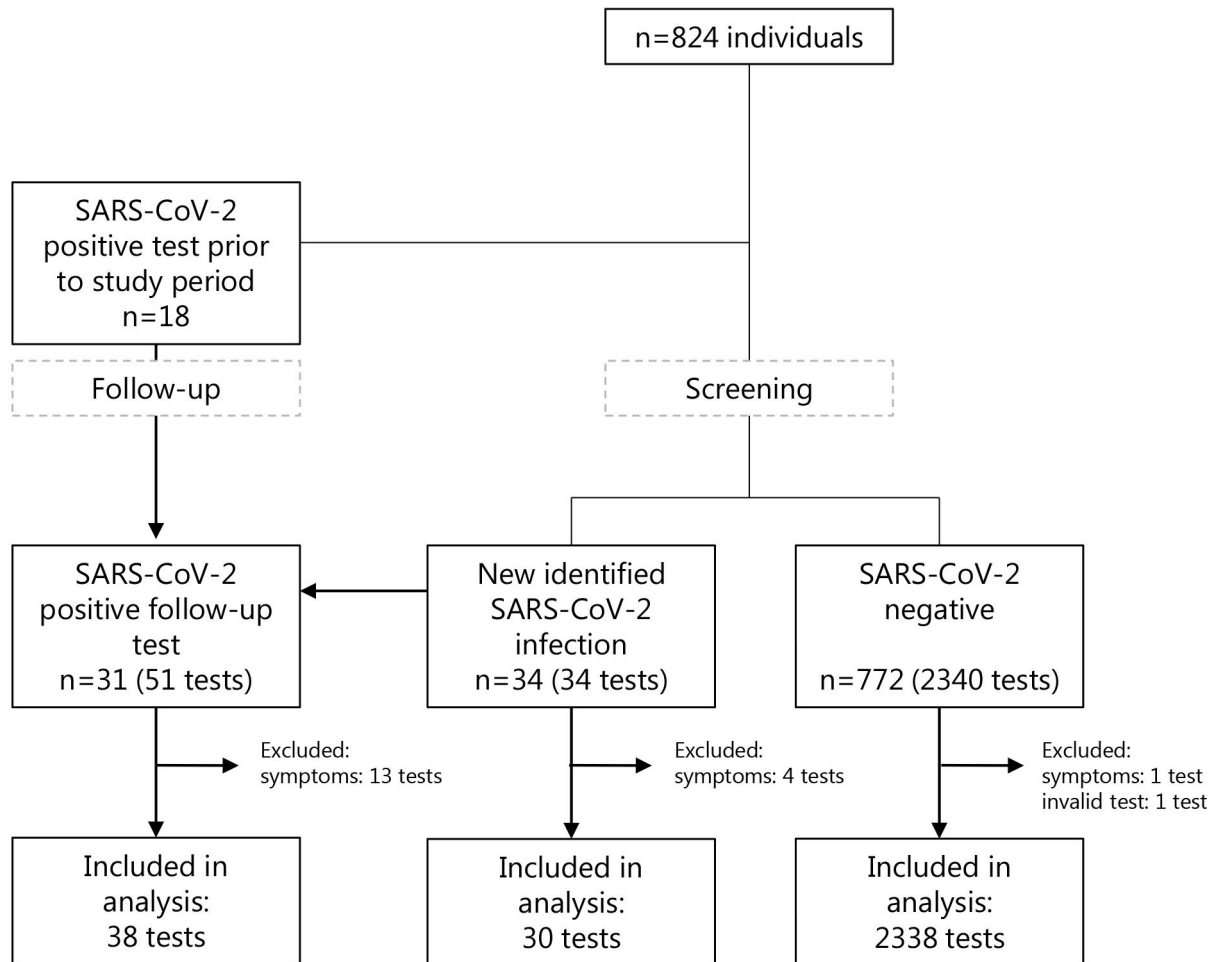 n=824 individuals
SARS-CoV-2
positive test prior
to study period
n=18
Follow-up
Screening
SARS-CoV-2
positive follow-up
test
n=31 (51 tests)
New identified
SARS-CoV-2
infection
n=34 (34 tests)
SARS-CoV-2
negative
n=772 (2340 tests)
Excluded:
symptoms: 13 tests
Excluded:
symptoms: 4 tests
Excluded:
symptoms: 1 test
invalid test: 1 test
Included in
analysis:
38 tests
Included in
analysis:
30 tests
Included in
analysis:
2338 tests